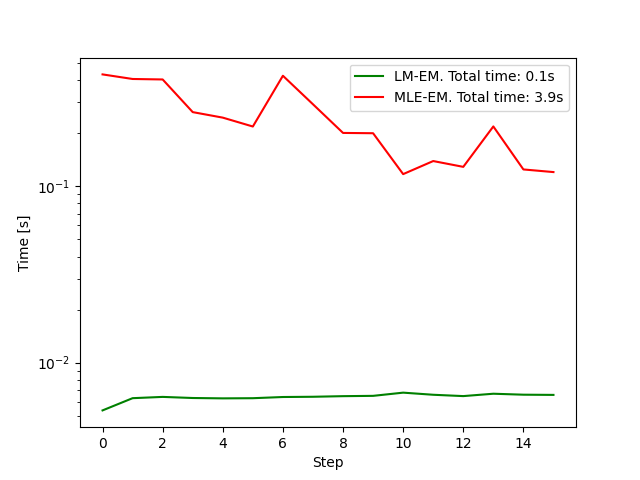 LM-EM. Total time: 0.1s
MLE-EM. Total time: 3.9s
Time [s]
10⁻¹
10⁻²
0 2 4 6 8 10 12 14
Step